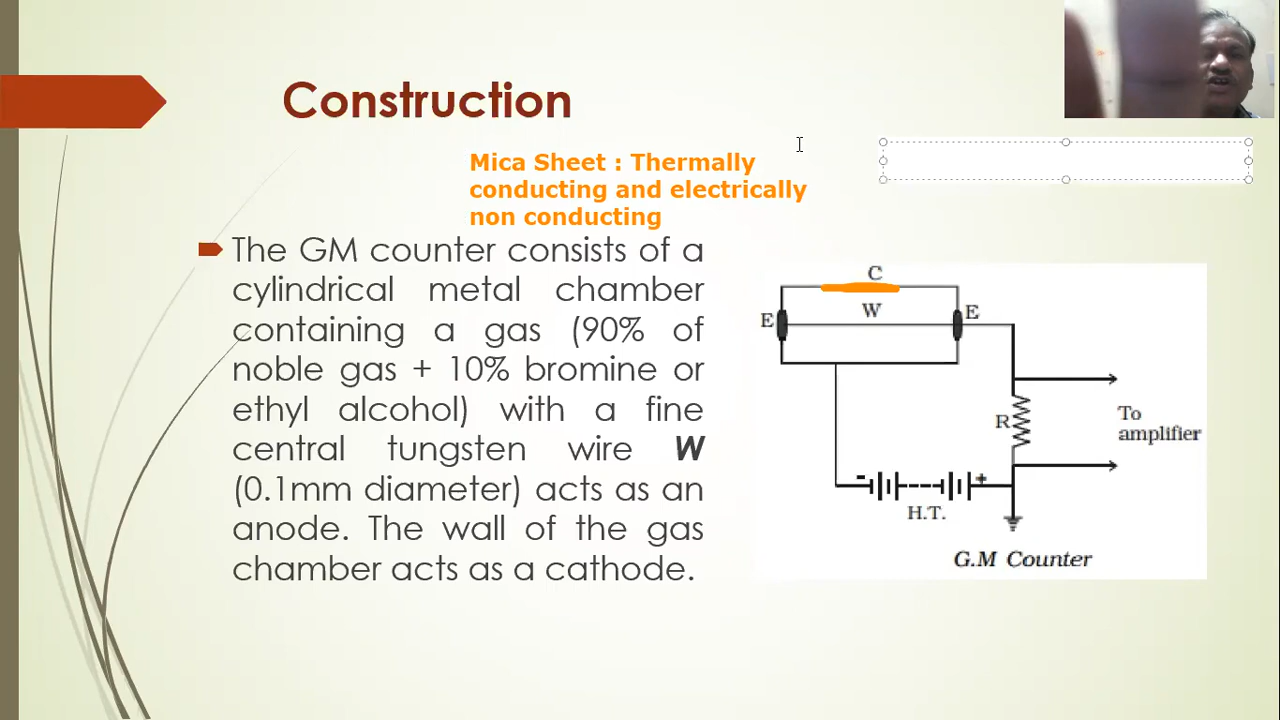 Construction
Mica Sheet : Thermally
conducting and electrically
non conducting
The GM counter consists of a
cylindrical metal chamber
containing a gas (90% of
noble gas + 10% bromine or
ethyl alcohol) with a fine
central tungsten wire W
(0.1mm diameter) acts as an
anode. The wall of the gas
chamber acts as a cathode.
C
W
E
E
R
To
amplifier
- +
H.T.
G.M Counter